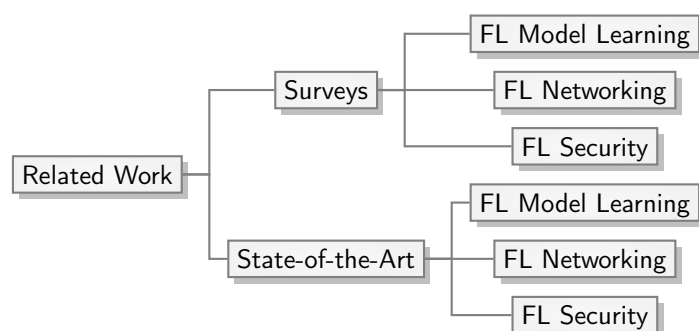 Related Work
Surveys
FL Model Learning
FL Networking
FL Security
State-of-the-Art
FL Model Learning
FL Networking
FL Security